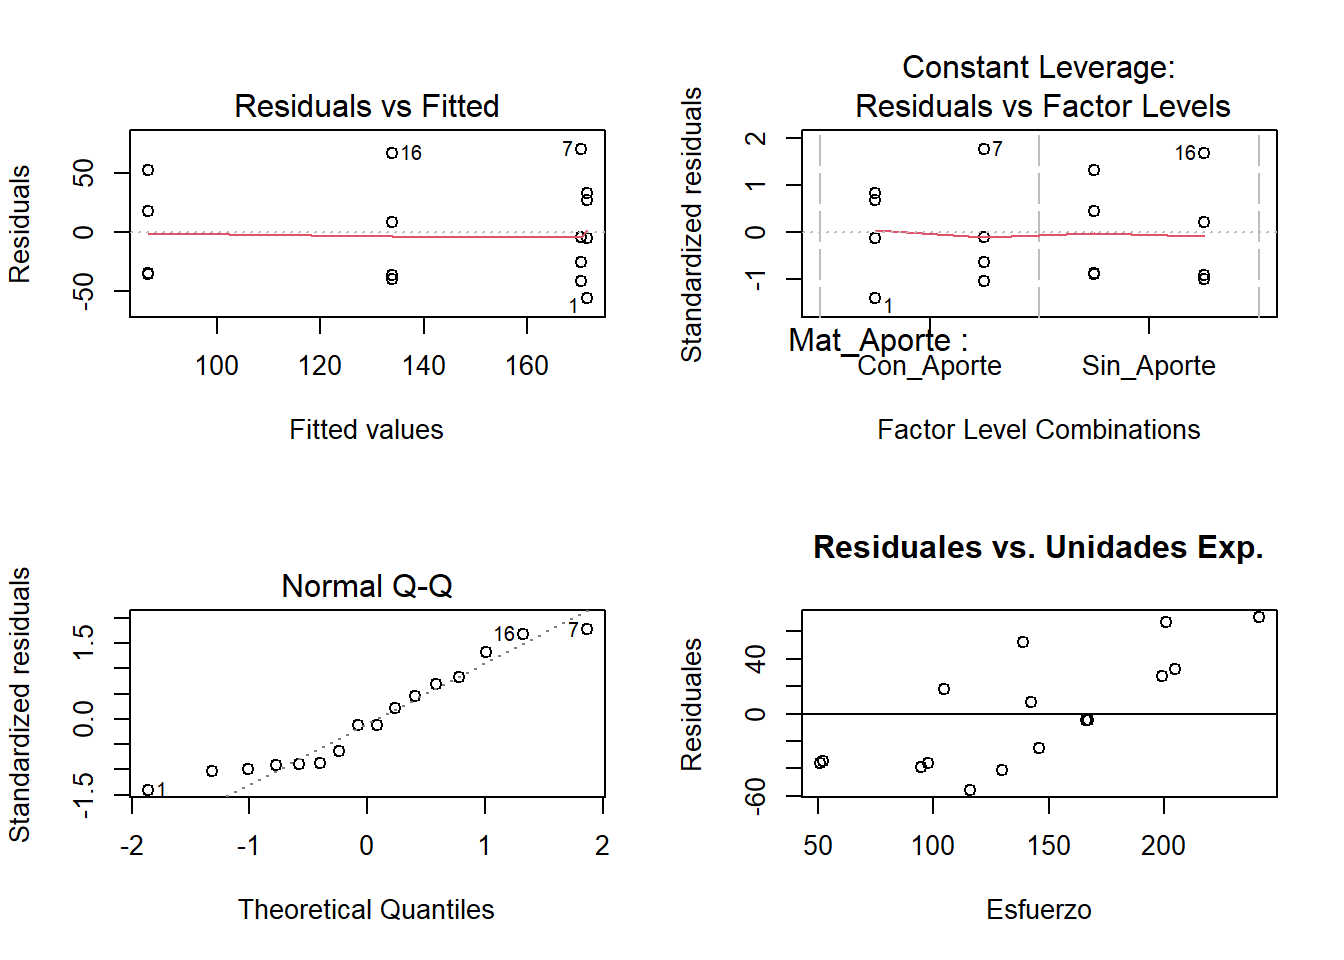 Residuals vs Fitted
Residuals
50
0
-50
16
7
1
100
120
140
160
Fitted values
Constant Leverage:
Residuals vs Factor Levels
Standardized residuals
2
1
0
-1
7
16
1
Mat_Aporte :
Con_Aporte
Sin_Aporte
Factor Level Combinations
Normal Q-Q
Standardized residuals
1.5
0.0
-1.5
16
7
1
-2
-1
0
1
2
Theoretical Quantiles
Residuales vs. Unidades Exp.
Residuales
40
0
-60
50
100
150
200
Esfuerzo